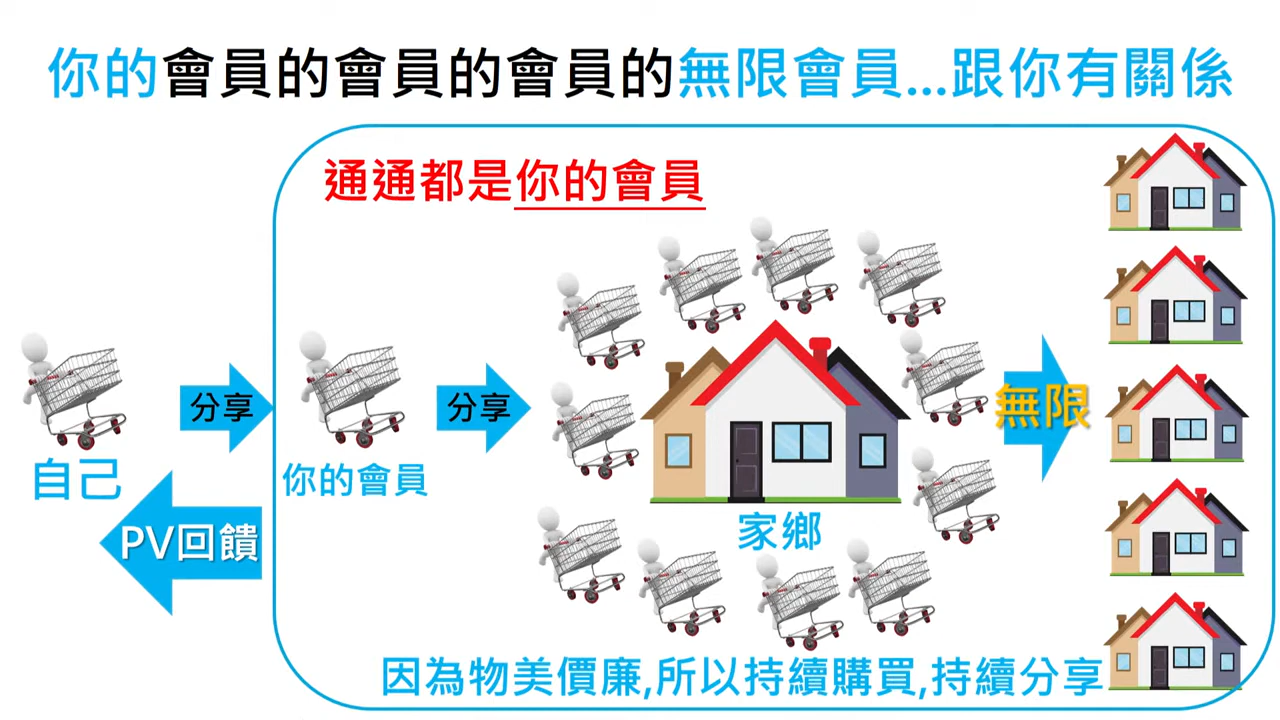 你的會員的會員的會員的無限會員...跟你有關係
通通都是你的會員
分享
分享
無限
自己
你的會員
PV回饋
家鄉
因為物美價廉,所以持續購買,持續分享